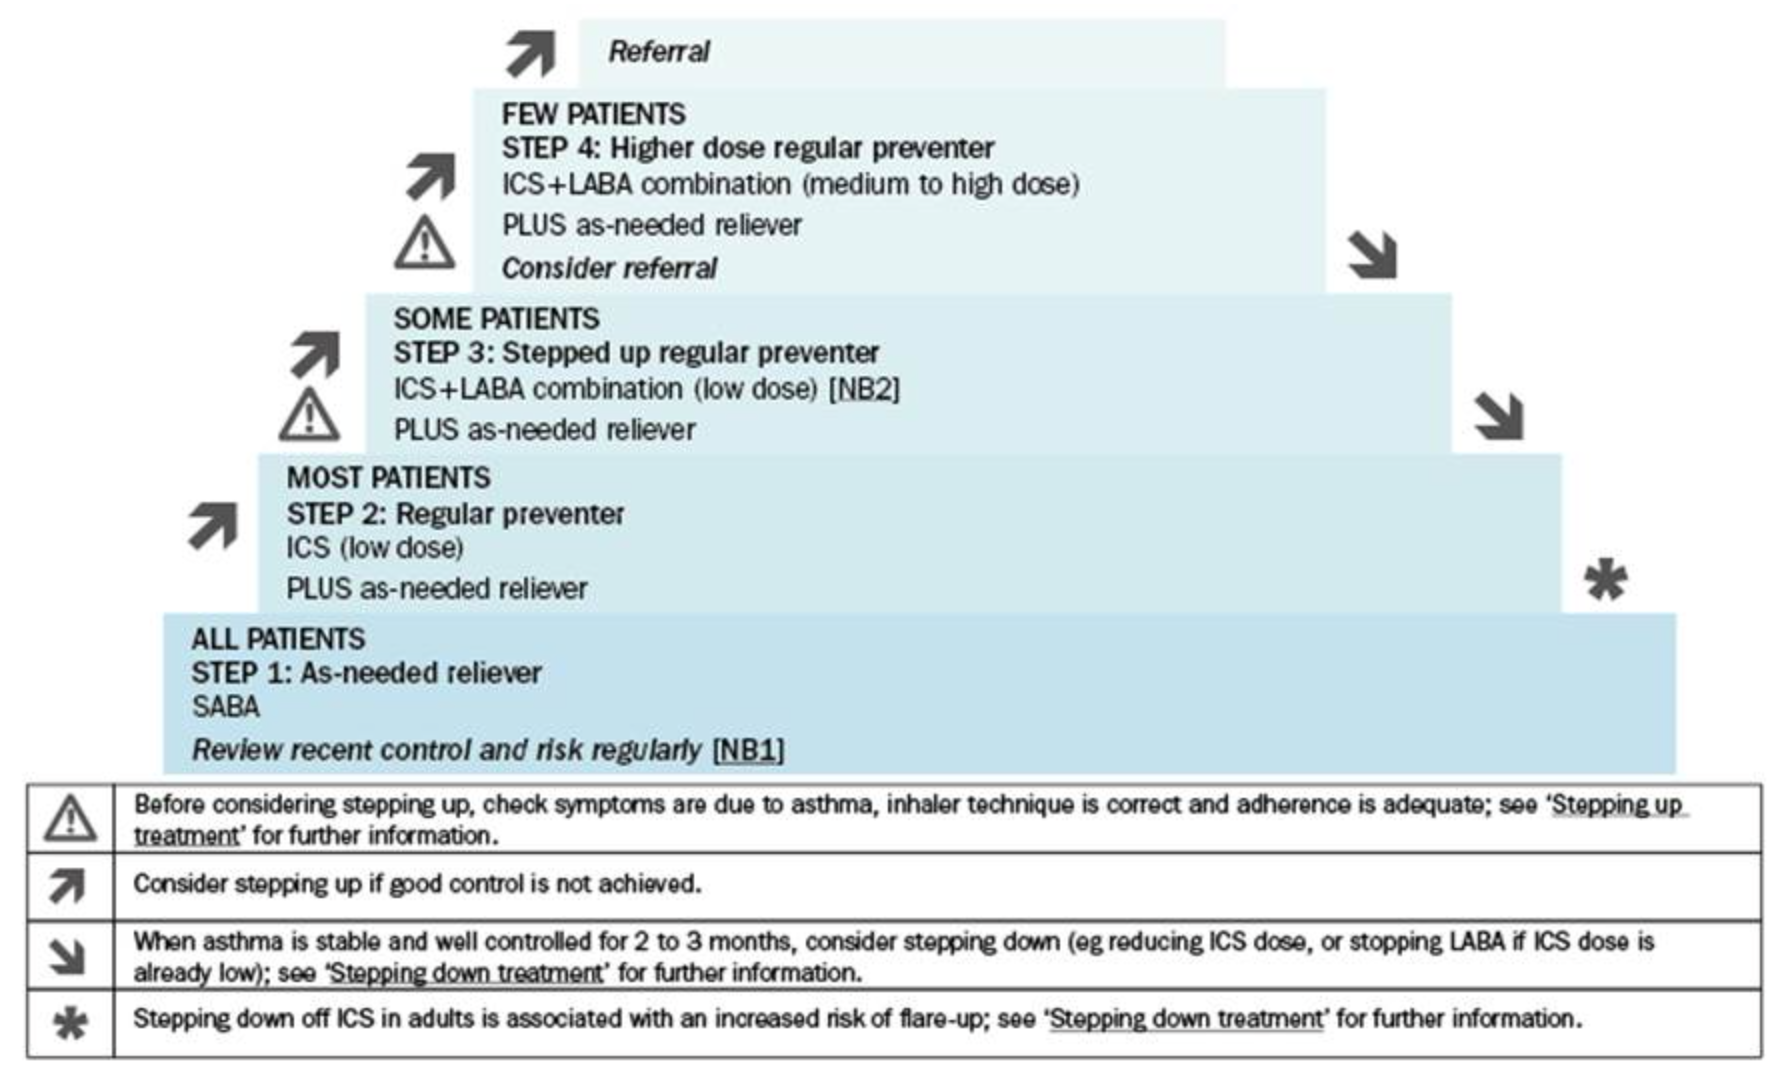 Referral
FEW PATIENTS
STEP 4: Higher dose regular preventer
ICS+LABA combination (medium to high dose)
PLUS as-needed reliever
Consider referral
SOME PATIENTS
STEP 3: Stepped up regular preventer
ICS+LABA combination (low dose) [NB2]
PLUS as-needed reliever
MOST PATIENTS
STEP 2: Regular preventer
ICS (low dose)
PLUS as-needed reliever
ALL PATIENTS
STEP 1: As-needed reliever
SABA
Review recent control and risk regularly [NB1]
Before considering stepping up, check symptoms are due to asthma, inhaler technique is correct and adherence is adequate; see ‘Stepping up
treatment’ for further information.
Consider stepping up if good control is not achieved.
When asthma is stable and well controlled for 2 to 3 months, consider stepping down (eg reducing ICS dose, or stopping LABA if ICS dose is
already low); see ‘Stepping down treatment’ for further information.
Stepping down off ICS in adults is associated with an increased risk of flare-up; see ‘Stepping down treatment’ for further information.